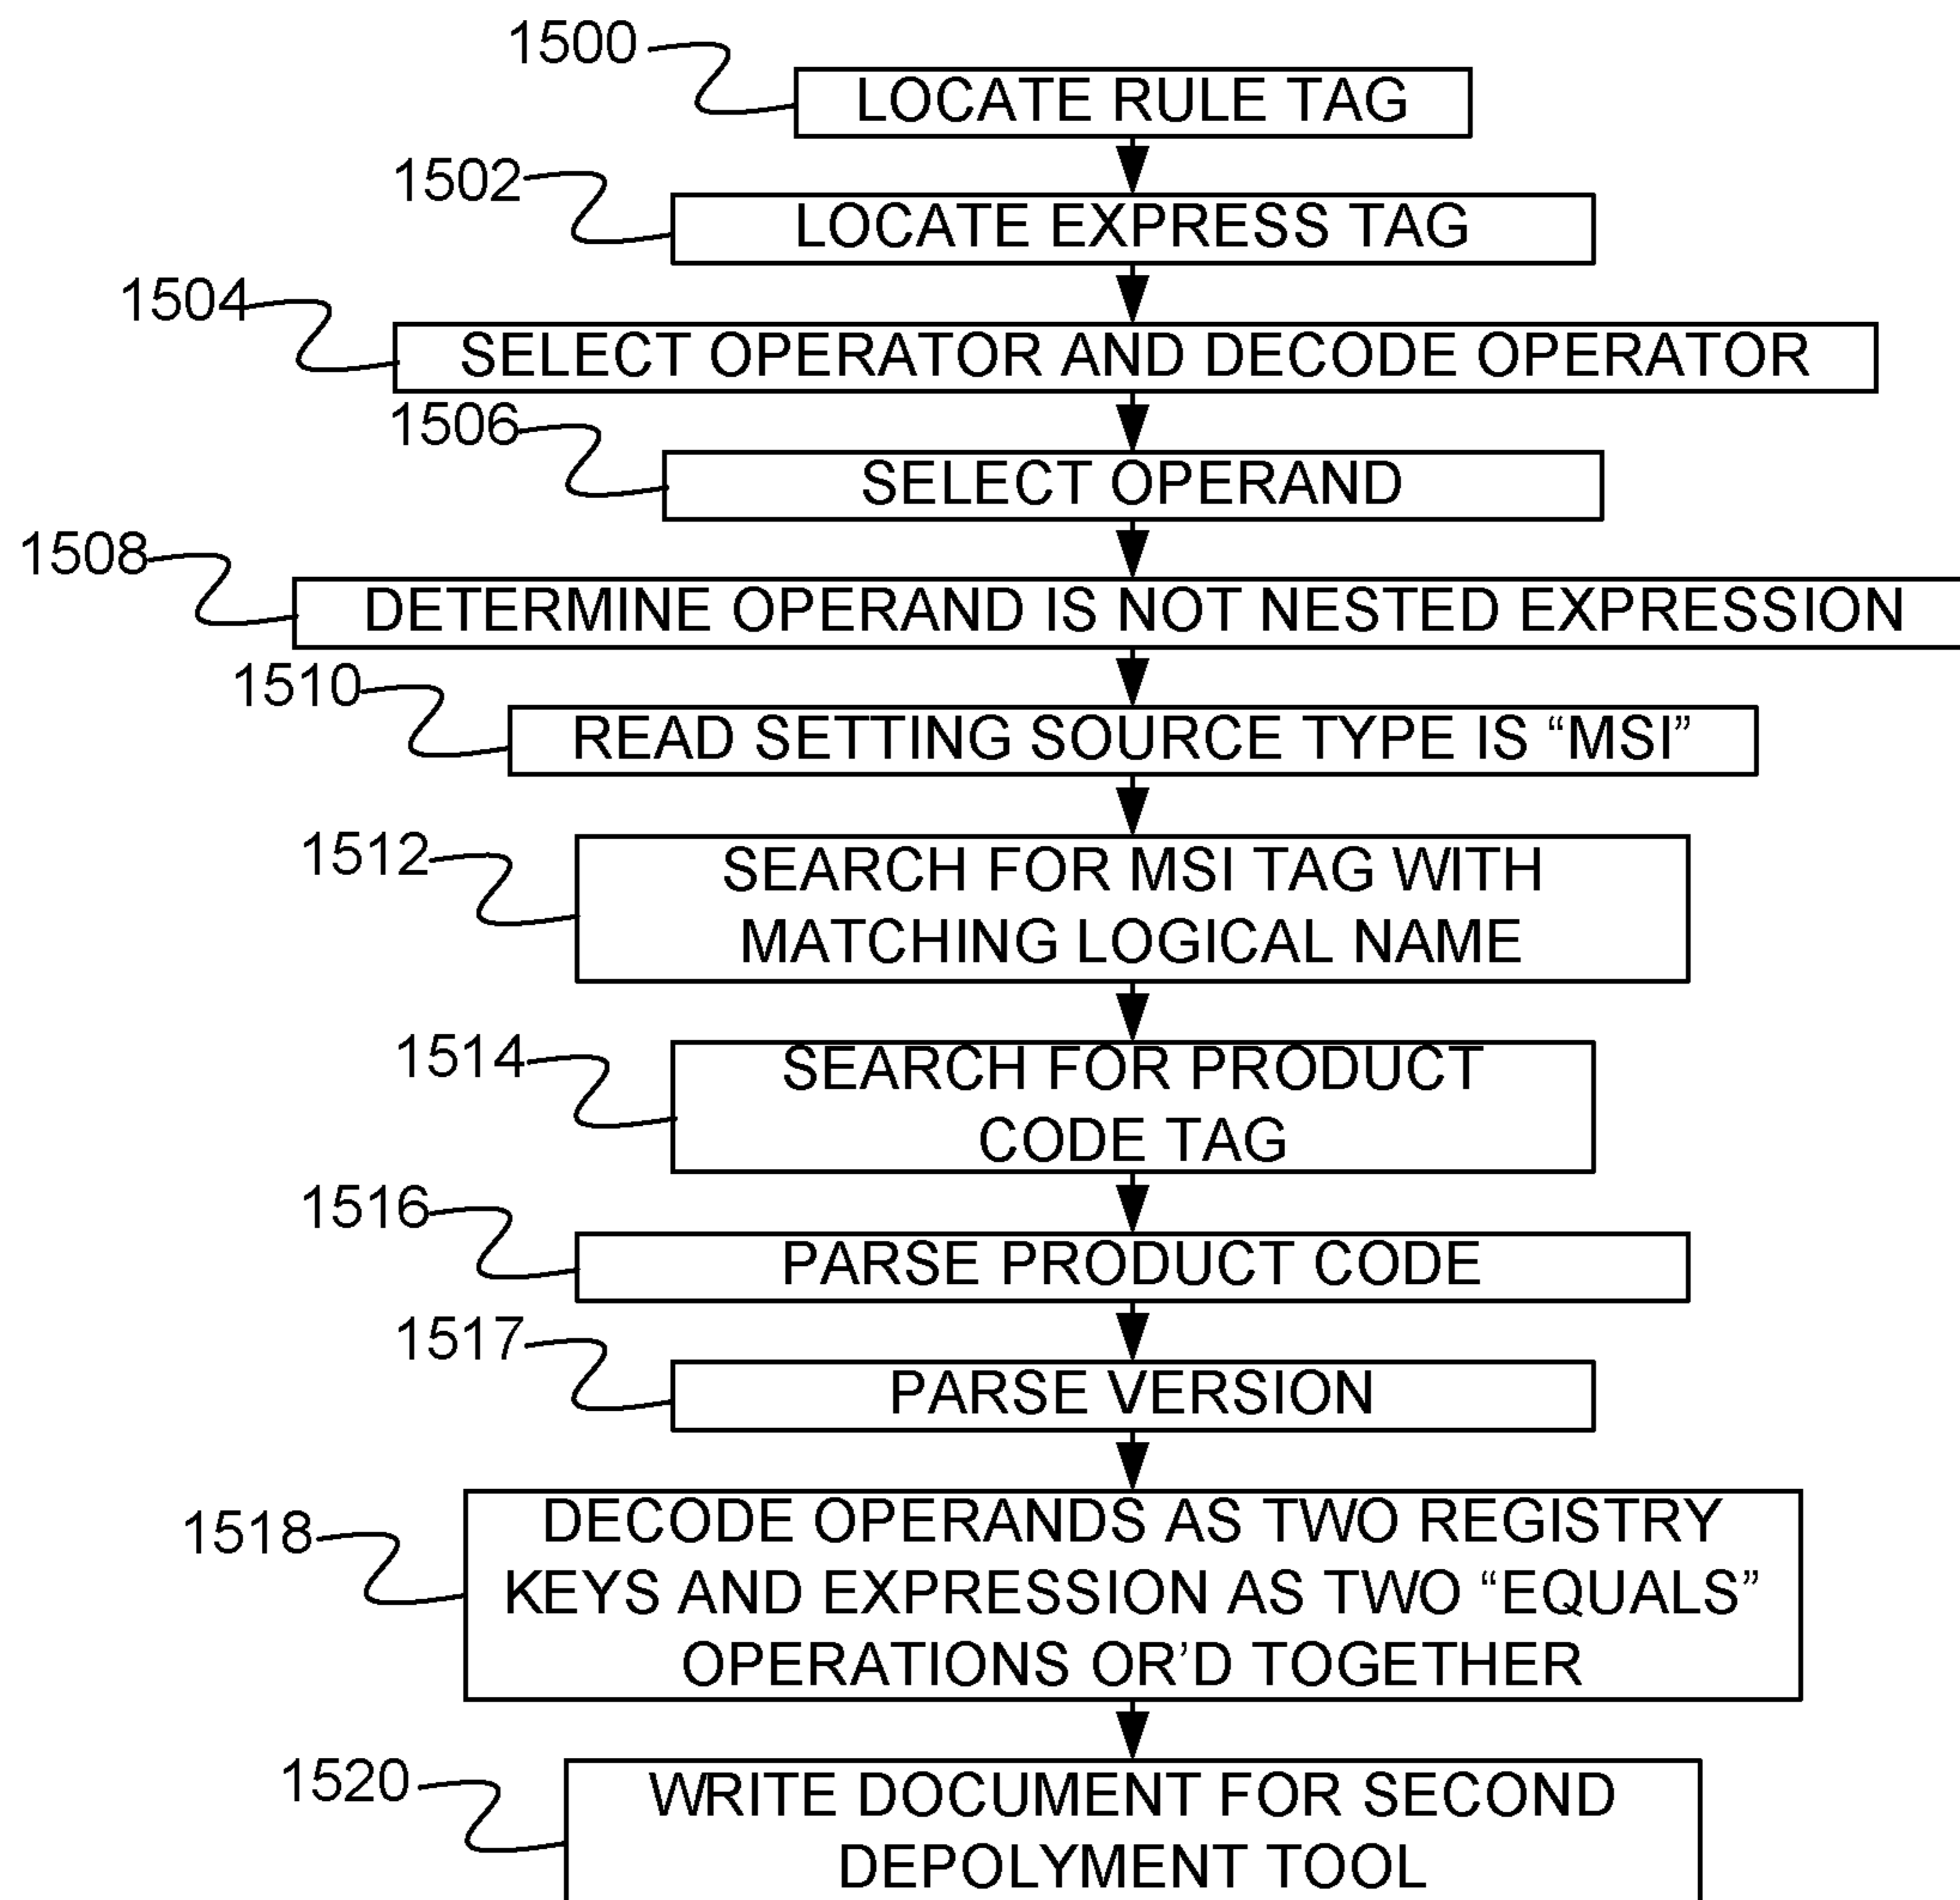 1500
LOCATE RULE TAG
1502
LOCATE EXPRESS TAG
1504
SELECT OPERATOR AND DECODE OPERATOR
1506
SELECT OPERAND
1508
DETERMINE OPERAND IS NOT NESTED EXPRESSION
1510
READ SETTING SOURCE TYPE IS “MSI”
1512
SEARCH FOR MSI TAG WITH
MATCHING LOGICAL NAME
1514
SEARCH FOR PRODUCT
CODE TAG
1516
PARSE PRODUCT CODE
1517
PARSE VERSION
1518
DECODE OPERANDS AS TWO REGISTRY
KEYS AND EXPRESSION AS TWO “EQUALS”
OPERATIONS OR’D TOGETHER
1520
WRITE DOCUMENT FOR SECOND
DEPOLYMENT TOOL